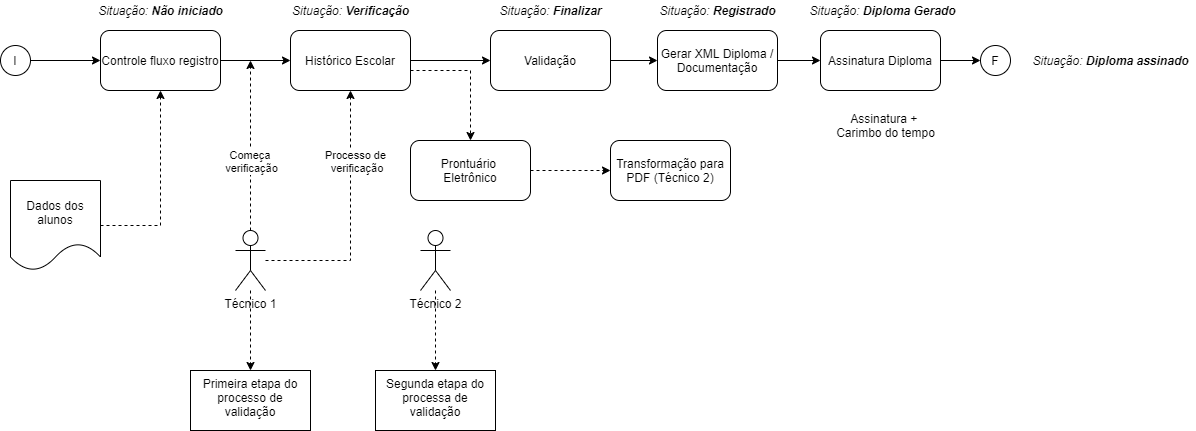 Situação: Não iniciado
Situação: Verificação
Situação: Finalizar
Situação: Registrado
Situação: Diploma Gerado
I
Controle fluxo registro
Histórico Escolar
Validação
Gerar XML Diploma /
Documentação
Assinatura Diploma
F
Situação: Diploma assinado
Assinatura +
Carimbo do tempo
Começa
verificação
Processo de
verificação
Prontuário
Eletrônico
Transformação para
PDF (Técnico 2)
Dados dos
alunos
Técnico 1
Técnico 2
Primeira etapa do
processo de
validação
Segunda etapa do
processa de
validação